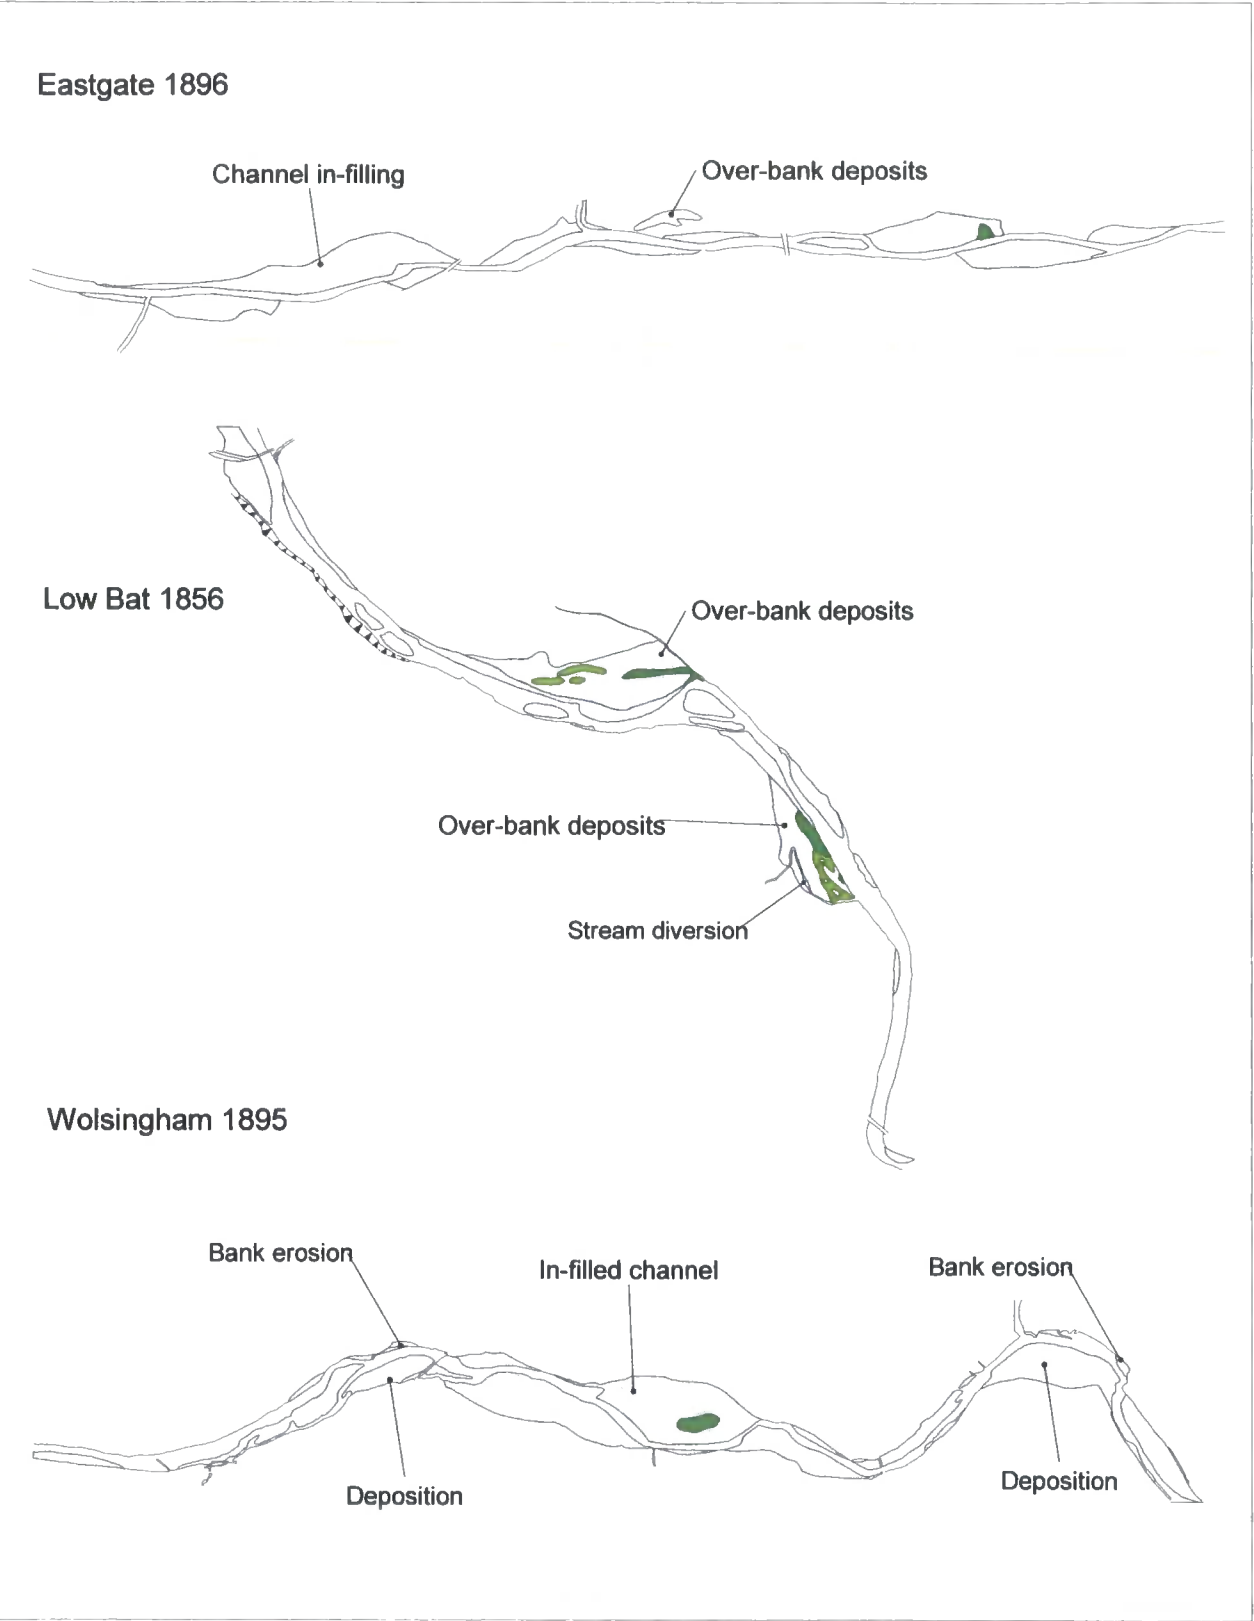 Eastgate 1896
Channel in-filling
Over-bank deposits
Low Bat 1856
Over-bank deposits
Over-bank deposits
Stream diversion
Wolsingham 1895
Bank erosion
In-filled channel
Bank erosion
Deposition
Deposition